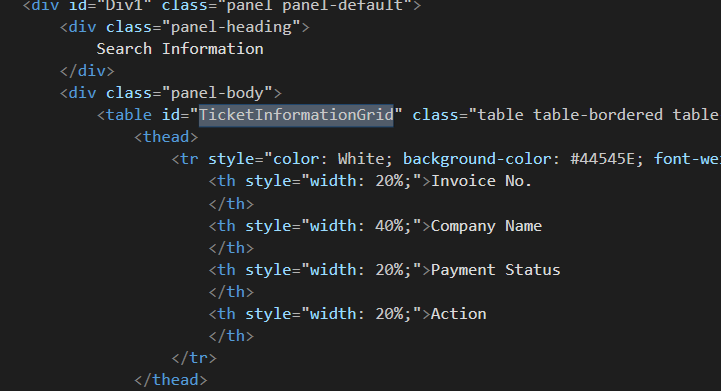 <div id="Div1" class="panel panel-default">
<div class="panel-heading">
Search Information
</div>
<div class="panel-body">
<table id="TicketInformationGrid" class="table table-bordered table
<thead>
<tr style="color: White; background-color: #44545E; font-wei
<th style="width: 20%;">Invoice No.
</th>
<th style="width: 40%;">Company Name
</th>
<th style="width: 20%;">Payment Status
</th>
<th style="width: 20%;">Action
</th>
</tr>
</thead>